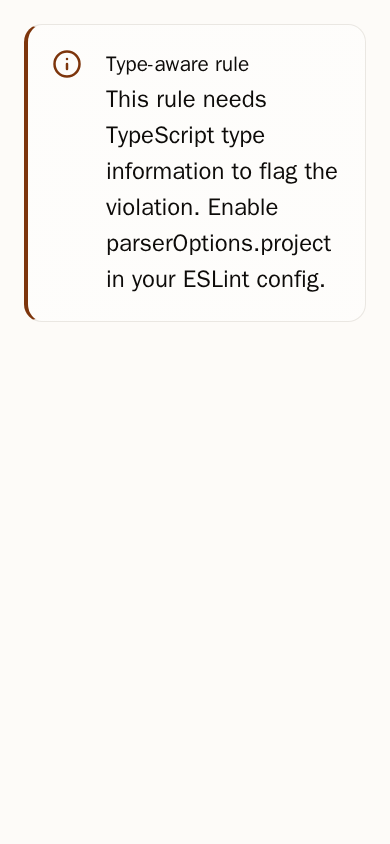 Type-aware rule
This rule needs
TypeScript type
information to flag the
violation. Enable
parserOptions.project
in your ESLint config.